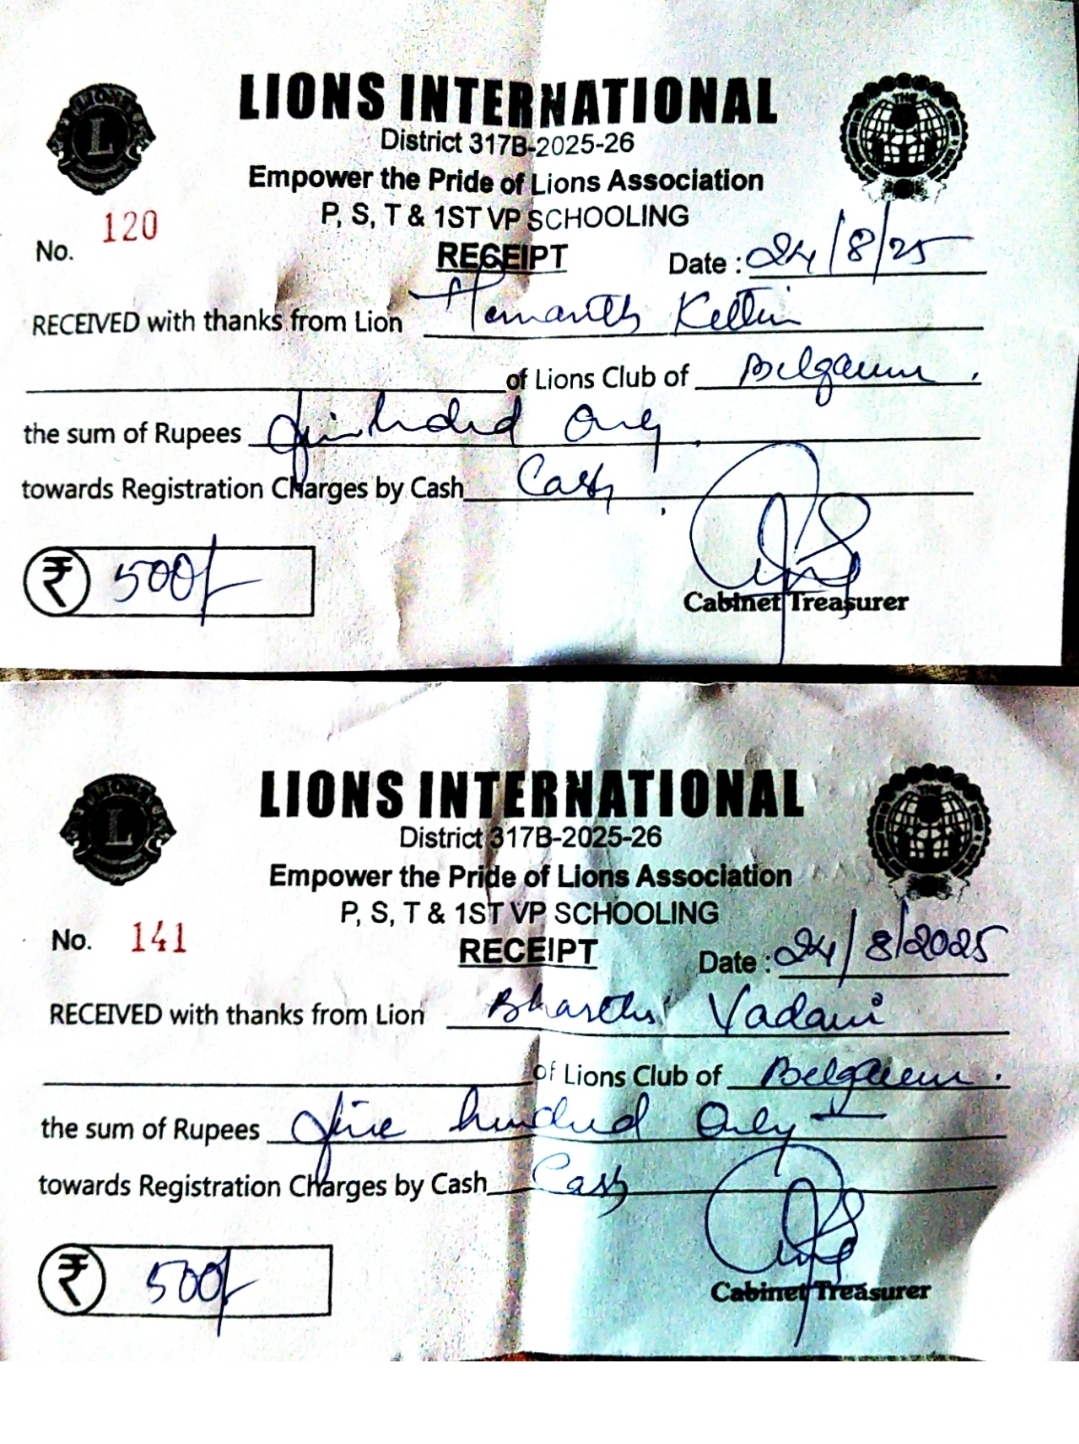 LIONS INTERNATIONAL
District 317B-2025-26
Empower the Pride of Lions Association
P, S, T & 1ST VP SCHOOLING
No. 120
RECEIPT
Date : 24/8/25
RECEIVED with thanks from Lion Hemanth
of Lions Club of Belgaum.
the sum of Rupees Five hundred Only
towards Registration Charges by Cash Cash
₹ 500/-
Cabinet Treasurer
LIONS INTERNATIONAL
District 317B-2025-26
Empower the Pride of Lions Association
P, S, T & 1ST VP SCHOOLING
No. 141
RECEIPT
Date : 24/8/2025
RECEIVED with thanks from Lion Vadavi
of Lions Club of Belgaum.
the sum of Rupees Five hundred Only
towards Registration Charges by Cash Cash
₹ 500/-
Cabinet Treasurer